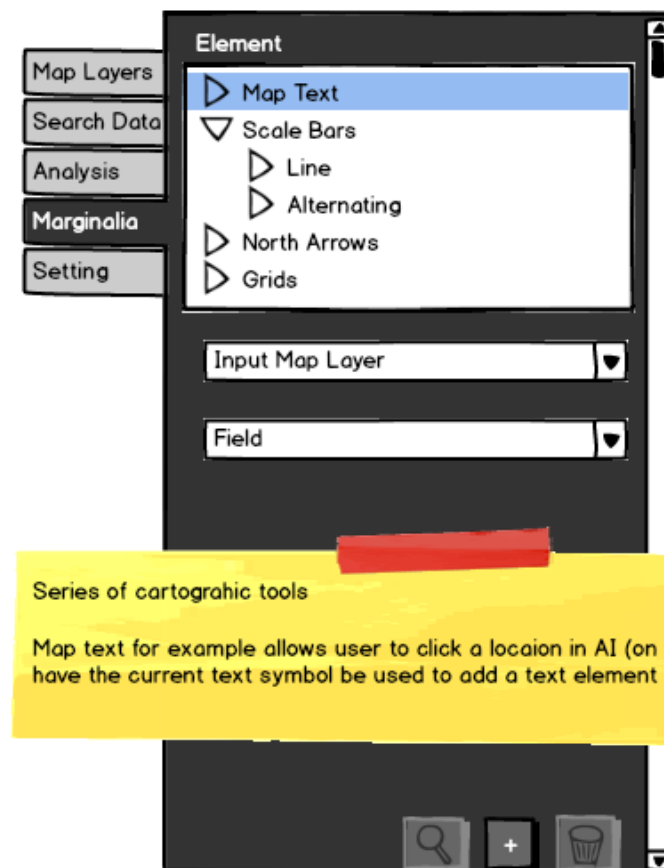 Element
Map Layers
Search Data
Analysis
Marginalia
Setting
Map Text
Scale Bars
Line
Alternating
North Arrows
Grids
Input Map Layer
Field
Series of cartograhic tools
Map text for example allows user to click a locaion in AI (on
have the current text symbol be used to add a text element
+